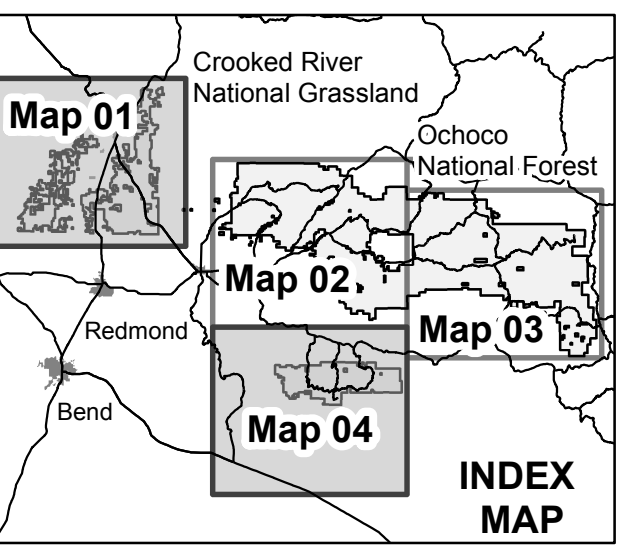 Crooked River
National Grassland
Map 01
Ochoco
National Forest
Map 02
Map 03
Redmond
Bend
Map 04
INDEX
MAP